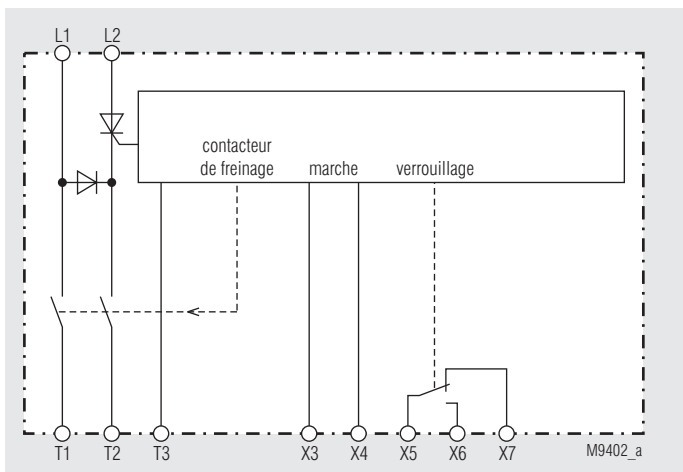 L1 L2
contacteur
de freinage marche verrouillage
T1 T2 T3 X3 X4 X5 X6 X7 M9402_a